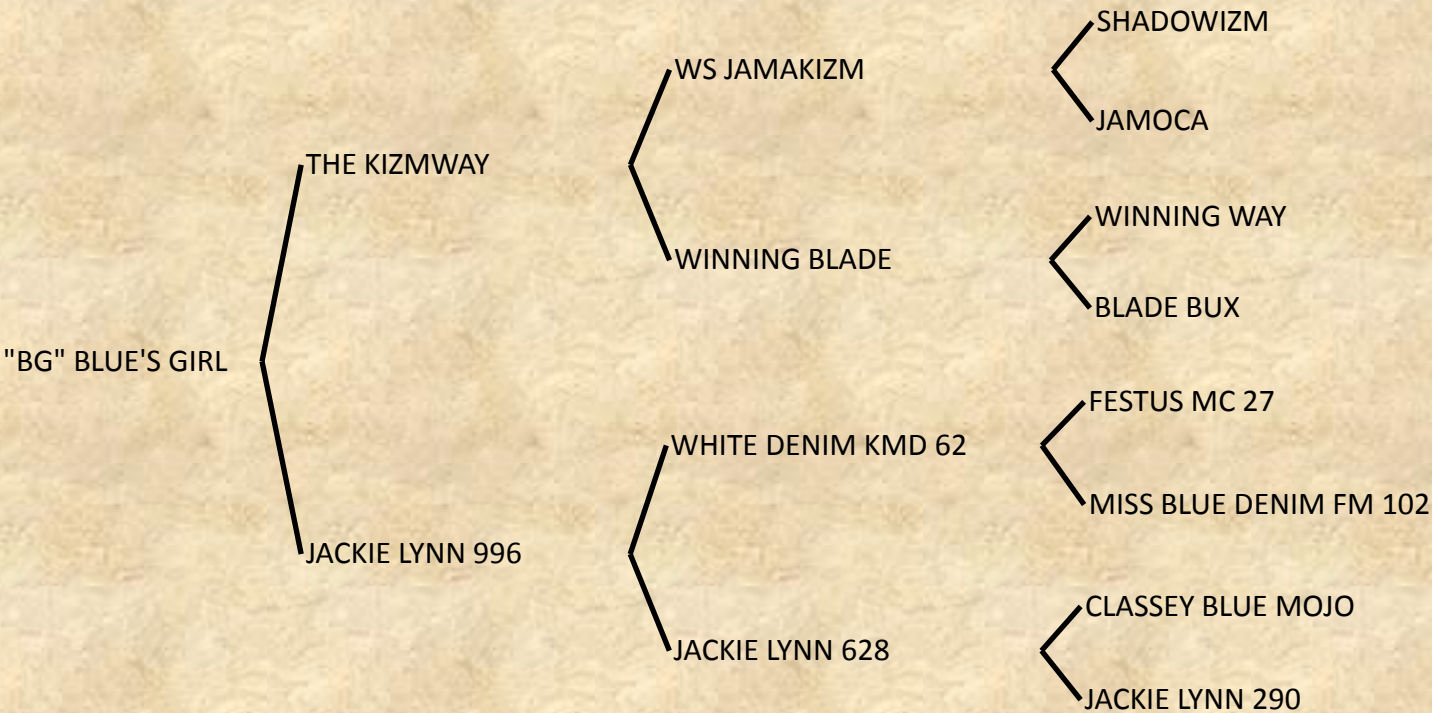 SHADOWIZM
WS JAMAKIZM
JAMOCA
THE KIZMWAY
WINNING WAY
WINNING BLADE
BLADE BUX
"BG" BLUE'S GIRL
FESTUS MC 27
WHITE DENIM KMD 62
MISS BLUE DENIM FM 102
JACKIE LYNN 996
CLASSEY BLUE MOJO
JACKIE LYNN 628
JACKIE LYNN 290